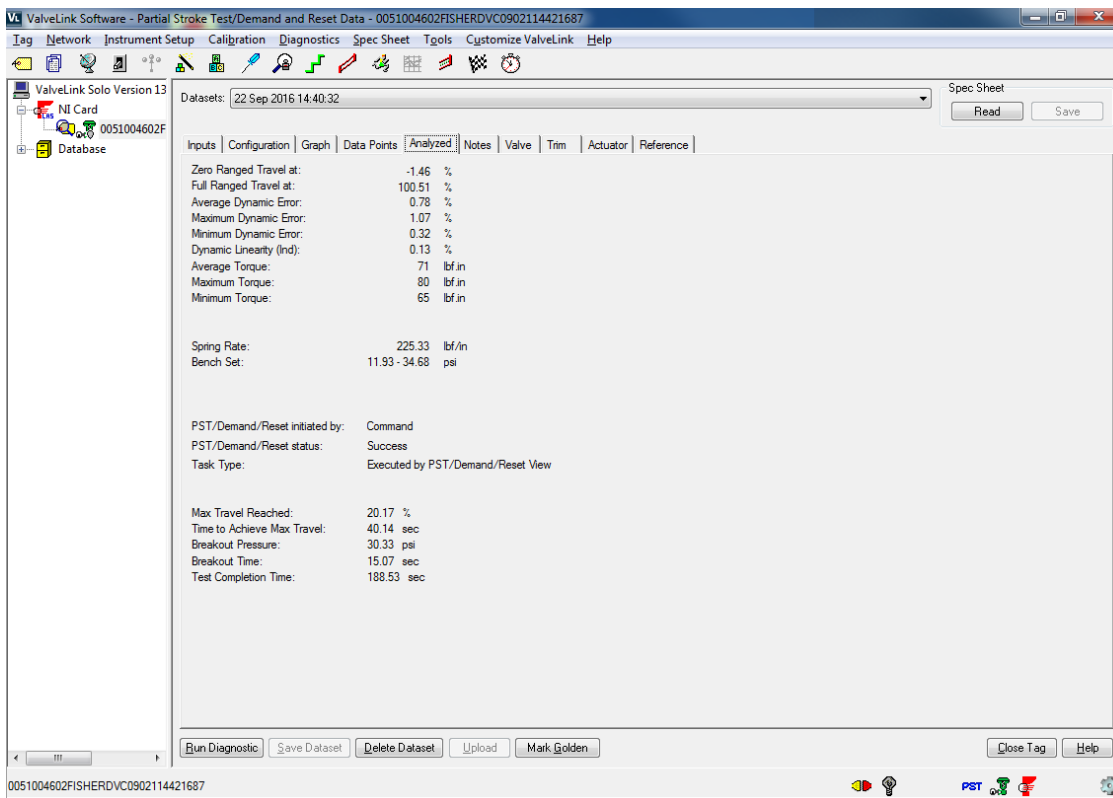 ValveLink Software - Partial Stroke Test/Demand and Reset Data - 0051004602FISHERDVC0902114421687
Tag Network Instrument Setup Calibration Diagnostics Spec Sheet Tools Customize ValveLink Help
ValveLink Solo Version 13
NI Card
0051004602F
Database
Datasets: 22 Sep 2016 14:40:32
Spec Sheet
Read Save
Inputs Configuration Graph Data Points Analyzed Notes Valve Trim Actuator Reference
Zero Ranged Travel at: -1.46 %
Full Ranged Travel at: 100.51 %
Average Dynamic Error: 0.78 %
Maximum Dynamic Error: 1.07 %
Minimum Dynamic Error: 0.32 %
Dynamic Linearity (Ind): 0.13 %
Average Torque: 71 lbf.in
Maximum Torque: 80 lbf.in
Minimum Torque: 65 lbf.in
Spring Rate: 225.33 lbf/in
Bench Set: 11.93 - 34.68 psi
PST/Demand/Reset initiated by: Command
PST/Demand/Reset status: Success
Task Type: Executed by PST/Demand/Reset View
Max Travel Reached: 20.17 %
Time to Achieve Max Travel: 40.14 sec
Breakout Pressure: 30.33 psi
Breakout Time: 15.07 sec
Test Completion Time: 188.53 sec
Run Diagnostic Save Dataset Delete Dataset Upload Mark Golden Close Tag Help
0051004602FISHERDVC0902114421687
PST